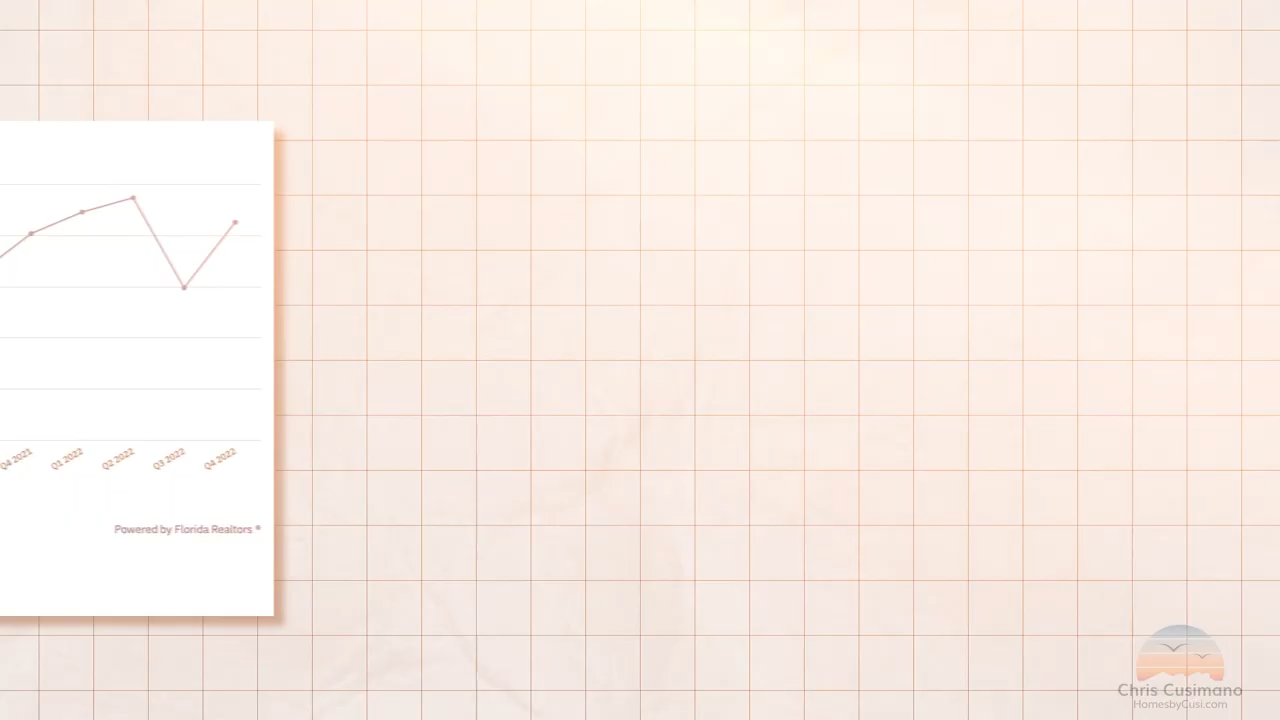 Q4 2021
Q1 2022
Q2 2022
Q3 2022
Q4 2022
Powered by Florida Realtors ®
Chris Cusimano
HomesbyCusi.com